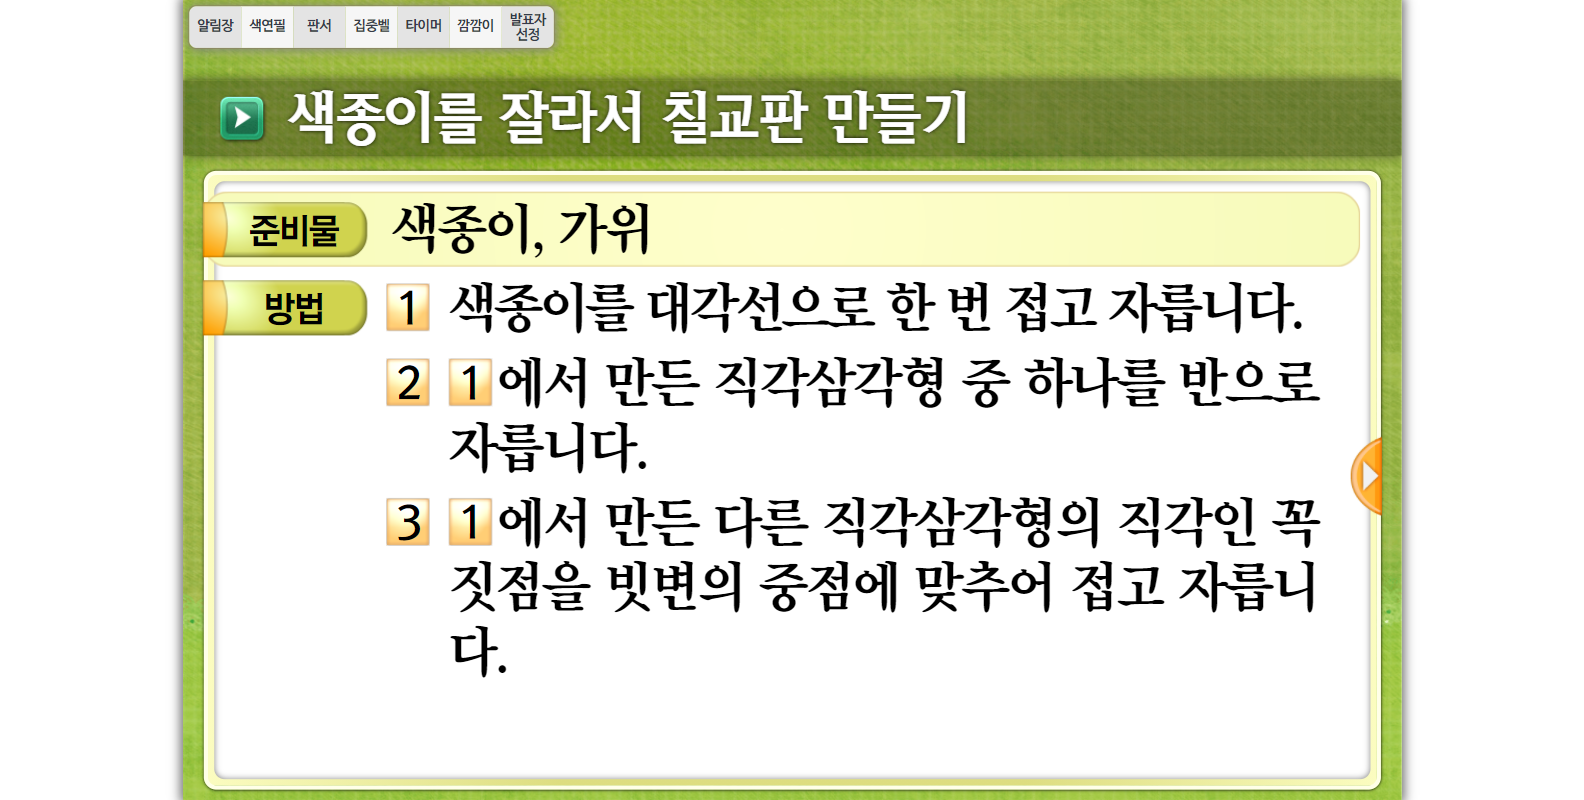 알림장 색연필 판서 집중벨 타이머 깜깜이 발표자
선정
색종이를 잘라서 칠교판 만들기
준비물 색종이, 가위
방법 1 색종이를 대각선으로 한 번 접고 자릅니다.
2 1에서 만든 직각삼각형 중 하나를 반으로
자릅니다.
3 1에서 만든 다른 직각삼각형의 직각인 꼭
짓점을 빗변의 중점에 맞추어 접고 자릅니
다.